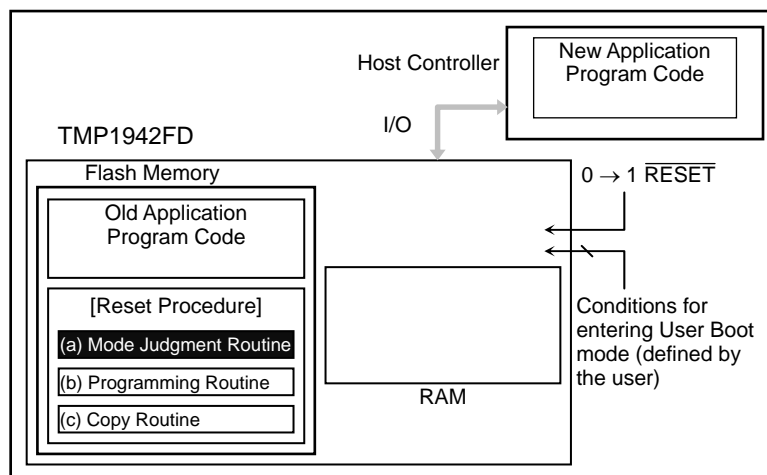 New Application
Program Code
Host Controller
I/O
TMP1942FD
Flash Memory
0 → 1 RESET
Old Application
Program Code
[Reset Procedure]
(a) Mode Judgment Routine
(b) Programming Routine
(c) Copy Routine
RAM
Conditions for
entering User Boot
mode (defined by
the user)